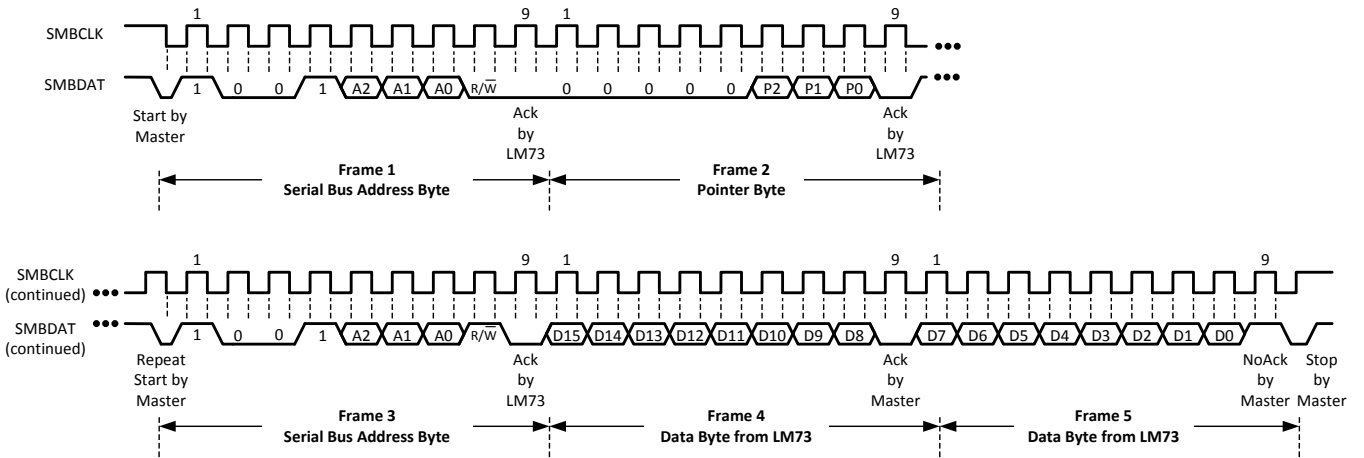 1 9 1 9
SMBCLK
SMBDAT
1 0 0 1 A2 A1 A0 R/W̅ 0 0 0 0 0 P2 P1 P0
Start by Ack Ack
Master by by
LM73 LM73
Frame 1 Frame 2
Serial Bus Address Byte Pointer Byte
1 9 1 9 1 9
SMBCLK
(continued)
SMBDAT
(continued)
1 0 0 1 A2 A1 A0 R/W̅ D15 D14 D13 D12 D11 D10 D9 D8 D7 D6 D5 D4 D3 D2 D1 D0
Repeat Ack Ack NoAck Stop
Start by by by by by
Master LM73 Master Master Master
Frame 3 Frame 4 Frame 5
Serial Bus Address Byte Data Byte from LM73 Data Byte from LM73